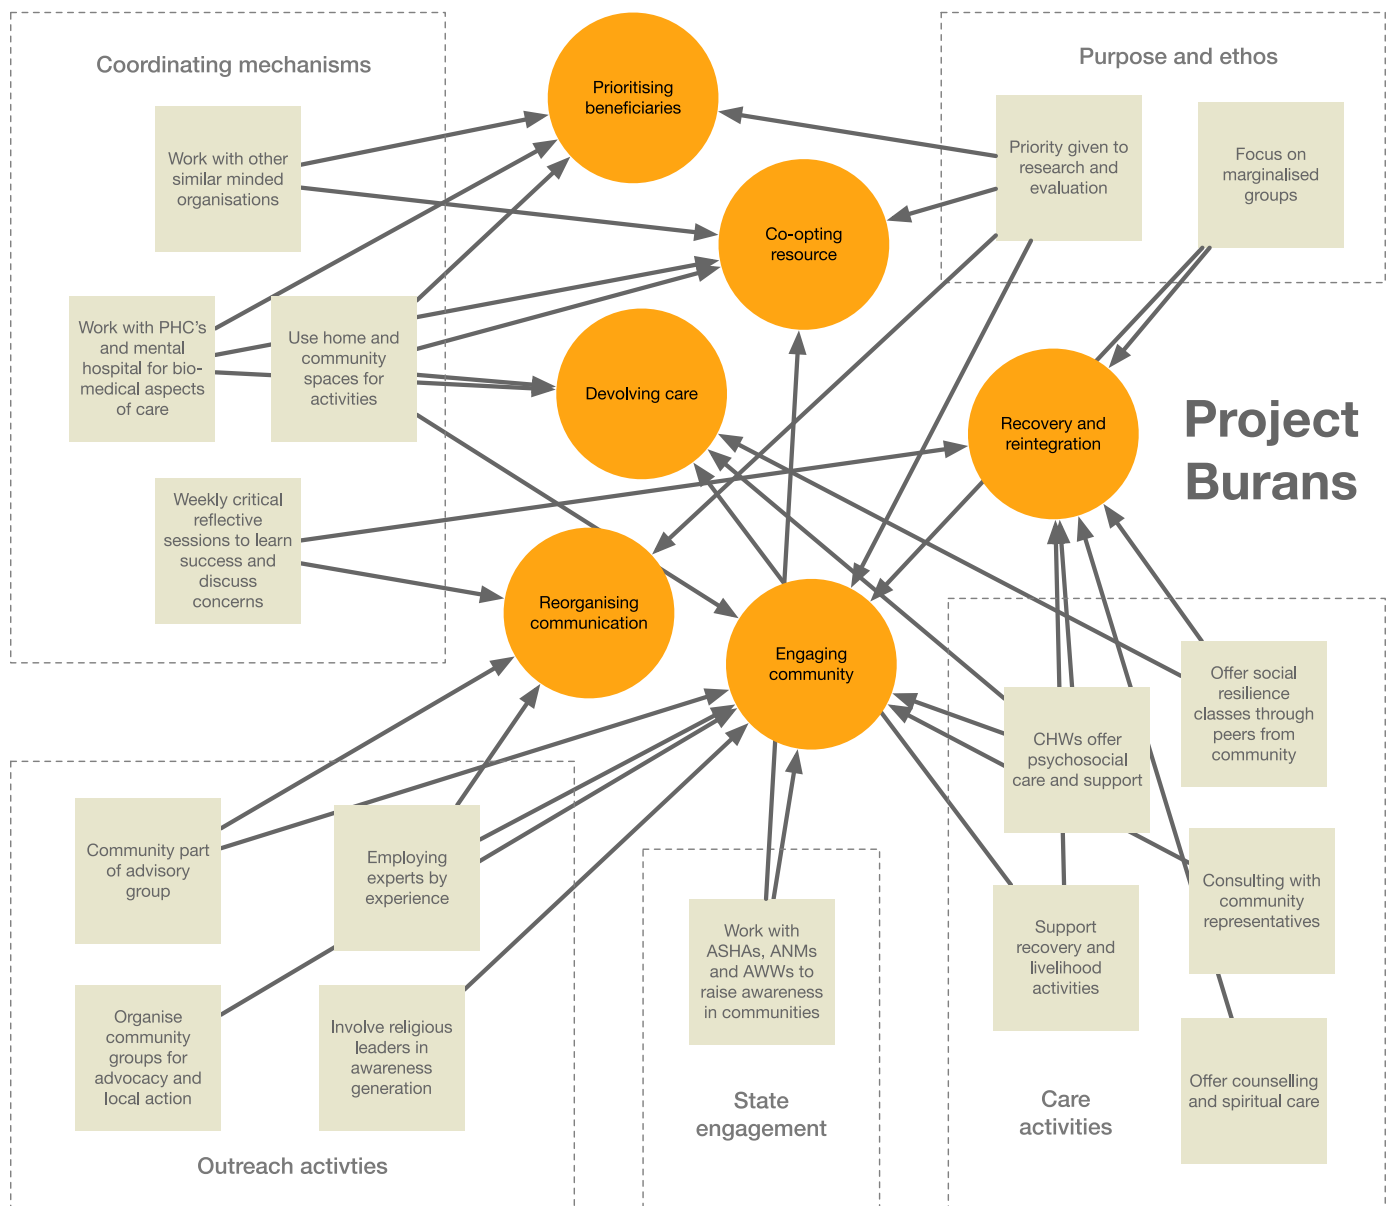 Coordinating mechanisms
Work with other
similar minded
organisations
Work with PHC's
and mental
hospital for bio-
medical aspects
of care
Use home and
community
spaces for
activities
Weekly critical
reflective
sessions to learn
success and
discuss
concerns
Prioritising
beneficiaries
Co-opting
resource
Devolving care
Reorganising
communication
Engaging
community
Recovery and
reintegration
Purpose and ethos
Priority given to
research and
evaluation
Focus on
marginalised
groups
Project
Burans
Community part
of advisory
group
Employing
experts by
experience
Organise
community
groups for
advocacy and
local action
Involve religious
leaders in
awareness
generation
Outreach activties
Work with
ASHAs, ANMs
and AWWs to
raise awareness
in communities
State
engagement
CHWs offer
psychosocial
care and support
Offer social
resilience
classes through
peers from
community
Consulting with
community
representatives
Support
recovery and
livelihood
activities
Offer counselling
and spiritual care
Care
activities